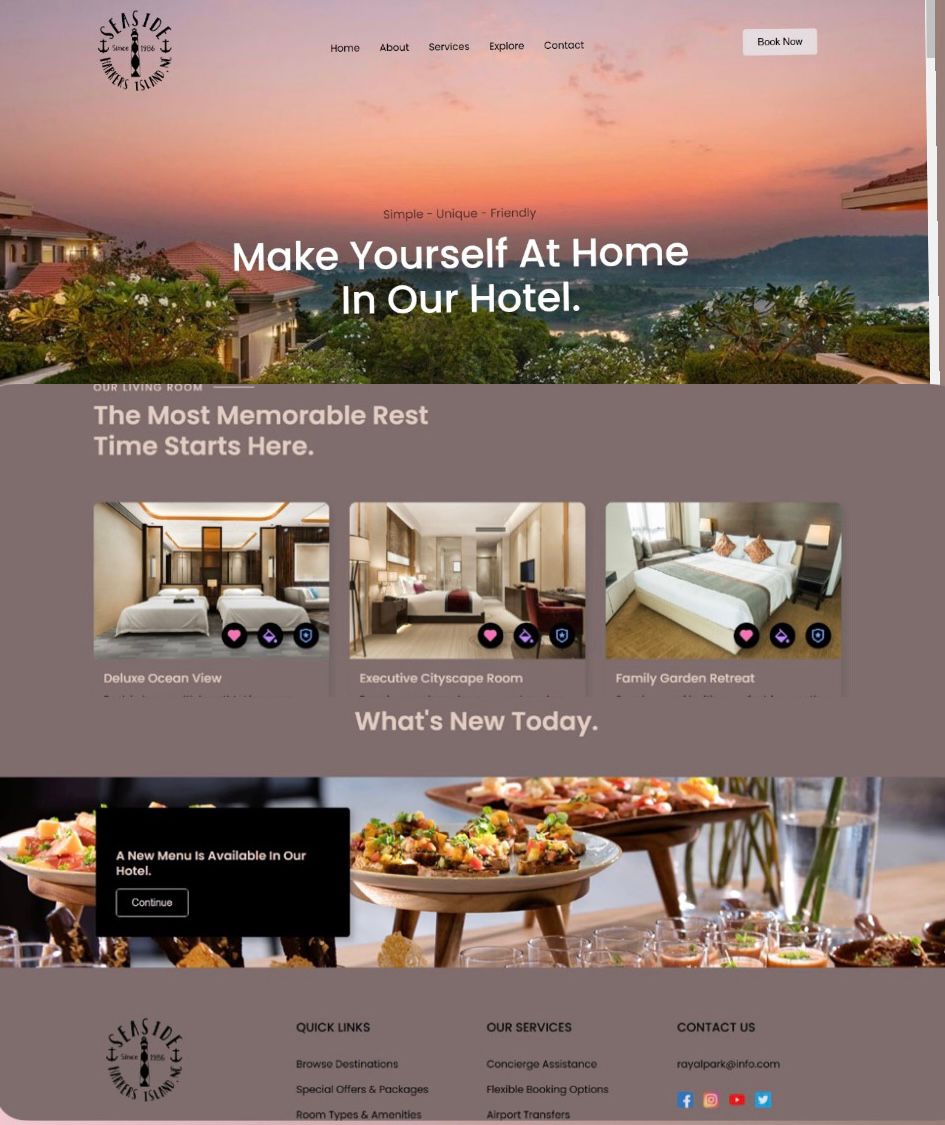 SEASIDE
Since 1986
HARKERS ISLAND, NC
Home About Services Explore Contact
Book Now
Simple - Unique - Friendly
Make Yourself At Home
In Our Hotel.
OUR LIVING ROOM
The Most Memorable Rest
Time Starts Here.
Deluxe Ocean View
Executive Cityscape Room
Family Garden Retreat
What's New Today.
A New Menu Is Available In Our
Hotel.
Continue
SEASIDE
Since 1986
HARKERS ISLAND, NC
QUICK LINKS
Browse Destinations
Special Offers & Packages
Room Types & Amenities
OUR SERVICES
Concierge Assistance
Flexible Booking Options
Airport Transfers
CONTACT US
rayalpark@info.com